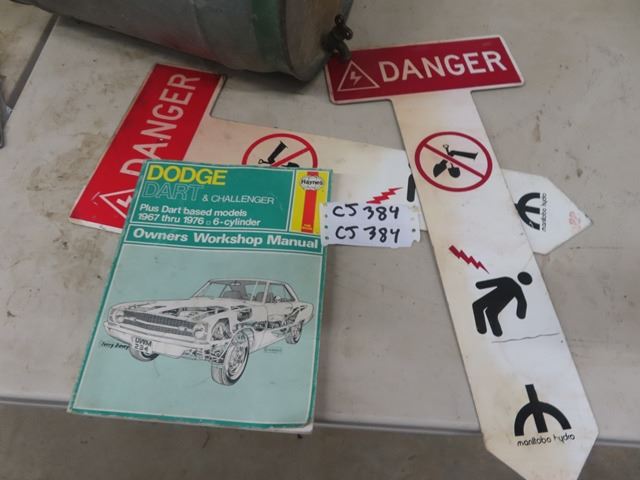 DANGER
DANGER
DODGE
DART & CHALLENGER
Plus Dart based models
1967 thru 1976 6-cylinder
Owners Workshop Manual
Haynes
CJ 384
CJ 384
manitoba hydro
manitoba hydro